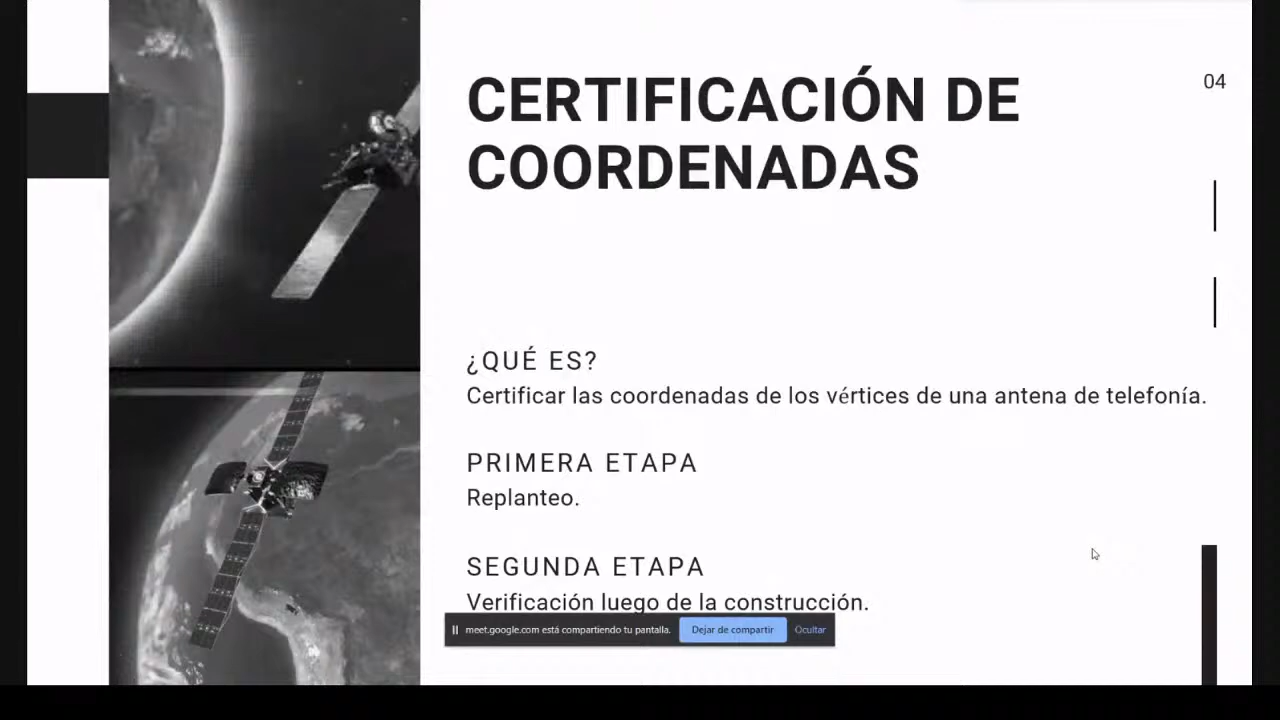 CERTIFICACIÓN DE
COORDENADAS
04
¿QUÉ ES?
Certificar las coordenadas de los vértices de una antena de telefonía.
PRIMERA ETAPA
Replanteo.
SEGUNDA ETAPA
Verificación luego de la construcción.
meet.google.com está compartiendo tu pantalla. Dejar de compartir Ocultar